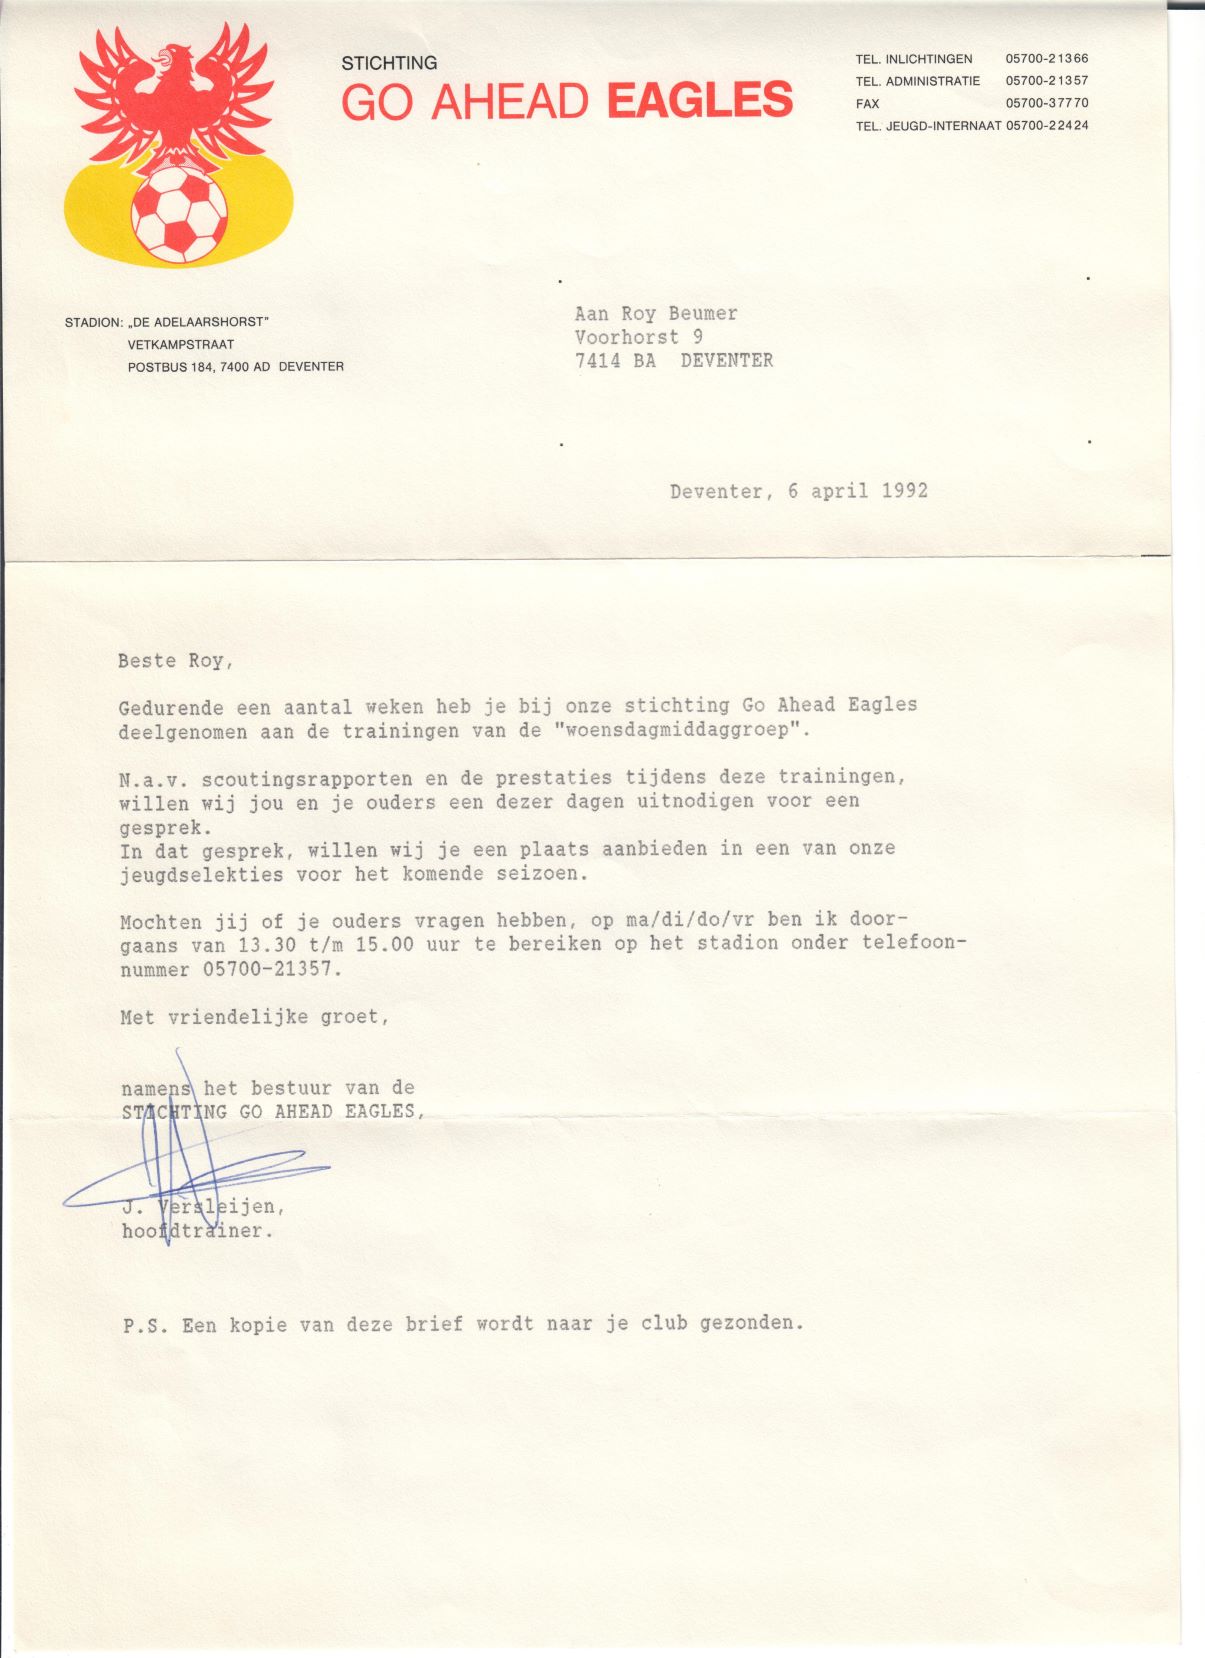 STICHTING
GO AHEAD EAGLES
TEL. INLICHTINGEN 05700-21366
TEL. ADMINISTRATIE 05700-21357
FAX 05700-37770
TEL. JEUGD-INTERNAAT 05700-22424
STADION: „DE ADELAARSHORST”
VETKAMPSTRAAT
POSTBUS 184, 7400 AD DEVENTER
Aan Roy Beumer
Voorhorst 9
7414 BA DEVENTER
Deventer, 6 april 1992
Beste Roy,
Gedurende een aantal weken heb je bij onze stichting Go Ahead Eagles
deelgenomen aan de trainingen van de "woensdagmiddaggroep".
N.a.v. scoutingsrapporten en de prestaties tijdens deze trainingen,
willen wij jou en je ouders een dezer dagen uitnodigen voor een
gesprek.
In dat gesprek, willen wij je een plaats aanbieden in een van onze
jeugdselekties voor het komende seizoen.
Mochten jij of je ouders vragen hebben, op ma/di/do/vr ben ik door-
gaans van 13.30 t/m 15.00 uur te bereiken op het stadion onder telefoon-
nummer 05700-21357.
Met vriendelijke groet,
namens het bestuur van de
STICHTING GO AHEAD EAGLES,
J. Versleijen,
hoofdtrainer.
P.S. Een kopie van deze brief wordt naar je club gezonden.